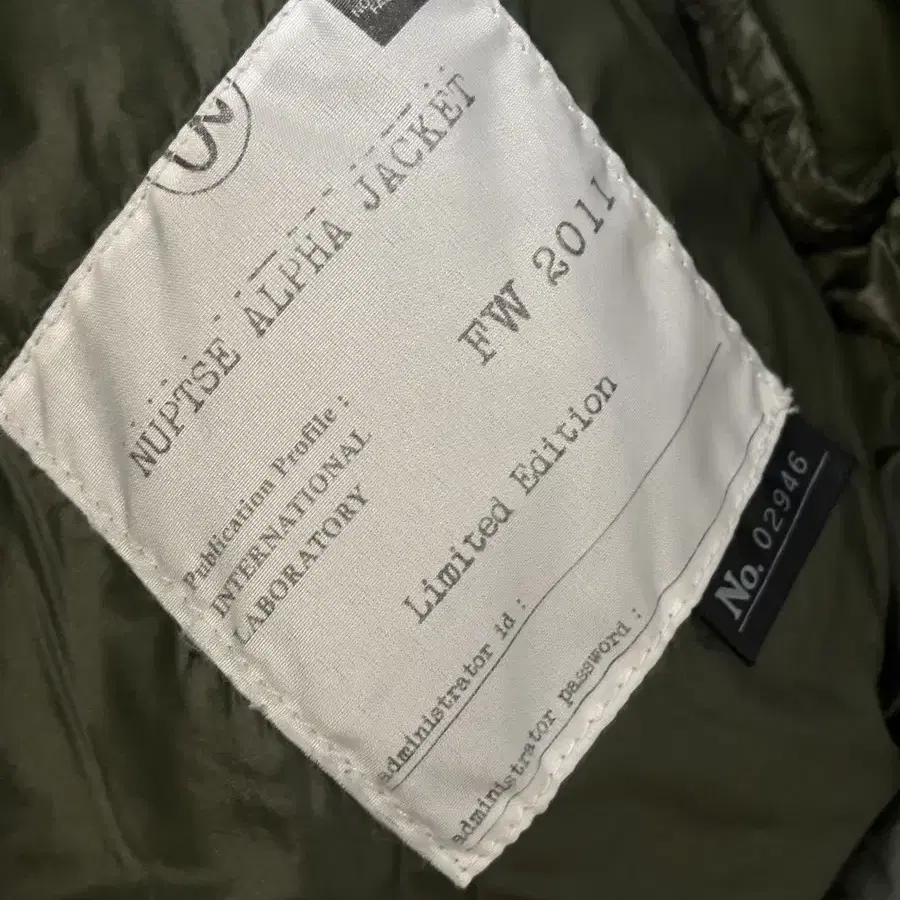 NUPTSE ALPHA JACKET
FW 2011
Publication Profile :
INTERNATIONAL
LABORATORY
Limited Edition
administrator id :
administrator password :
No. 02946